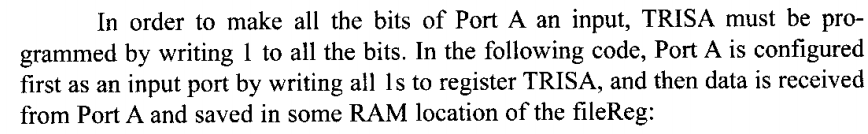 In order to make all the bits of Port A an input, TRISA must be pro-
grammed by writing 1 to all the bits. In the following code, Port A is configured
first as an input port by writing all 1s to register TRISA, and then data is received
from Port A and saved in some RAM location of the fileReg: